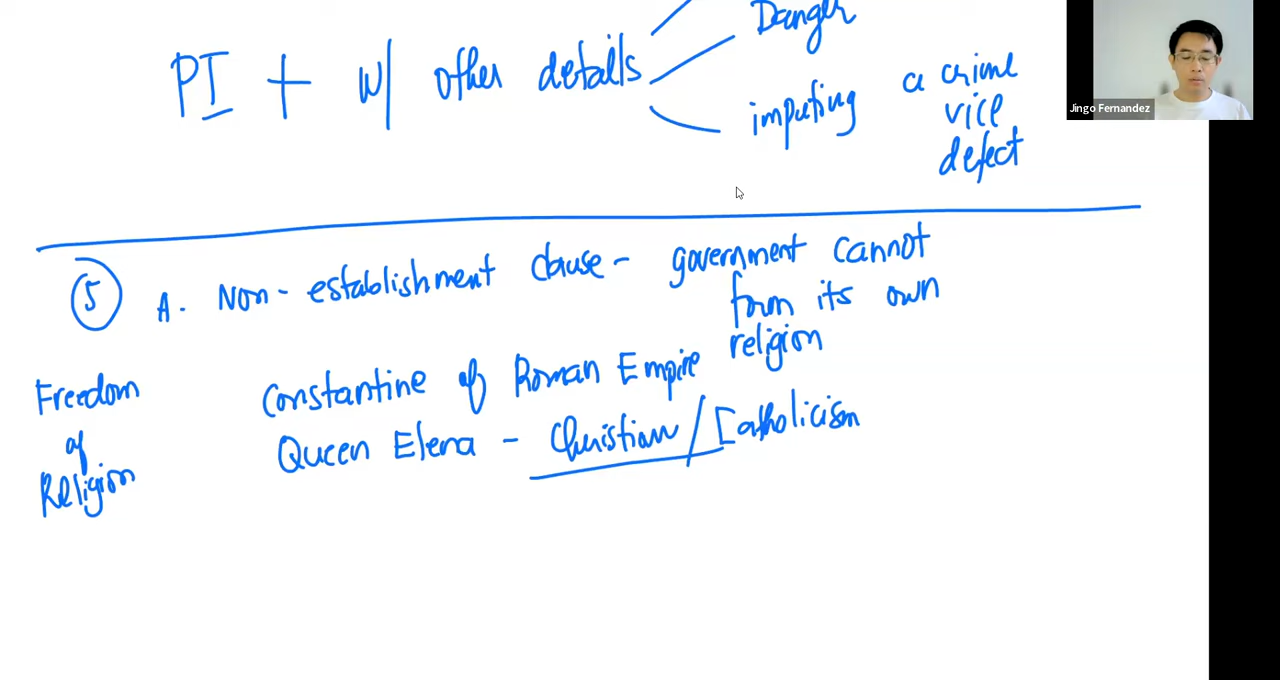 Danger
PI + w/ other details
imputing a crime
vice
defect
Jingo Fernandez
5 A. Non-establishment clause - government cannot
form its own
religion
Freedom
of
Religion
Constantine of Roman Empire
Queen Elena - Christian / Catholicism